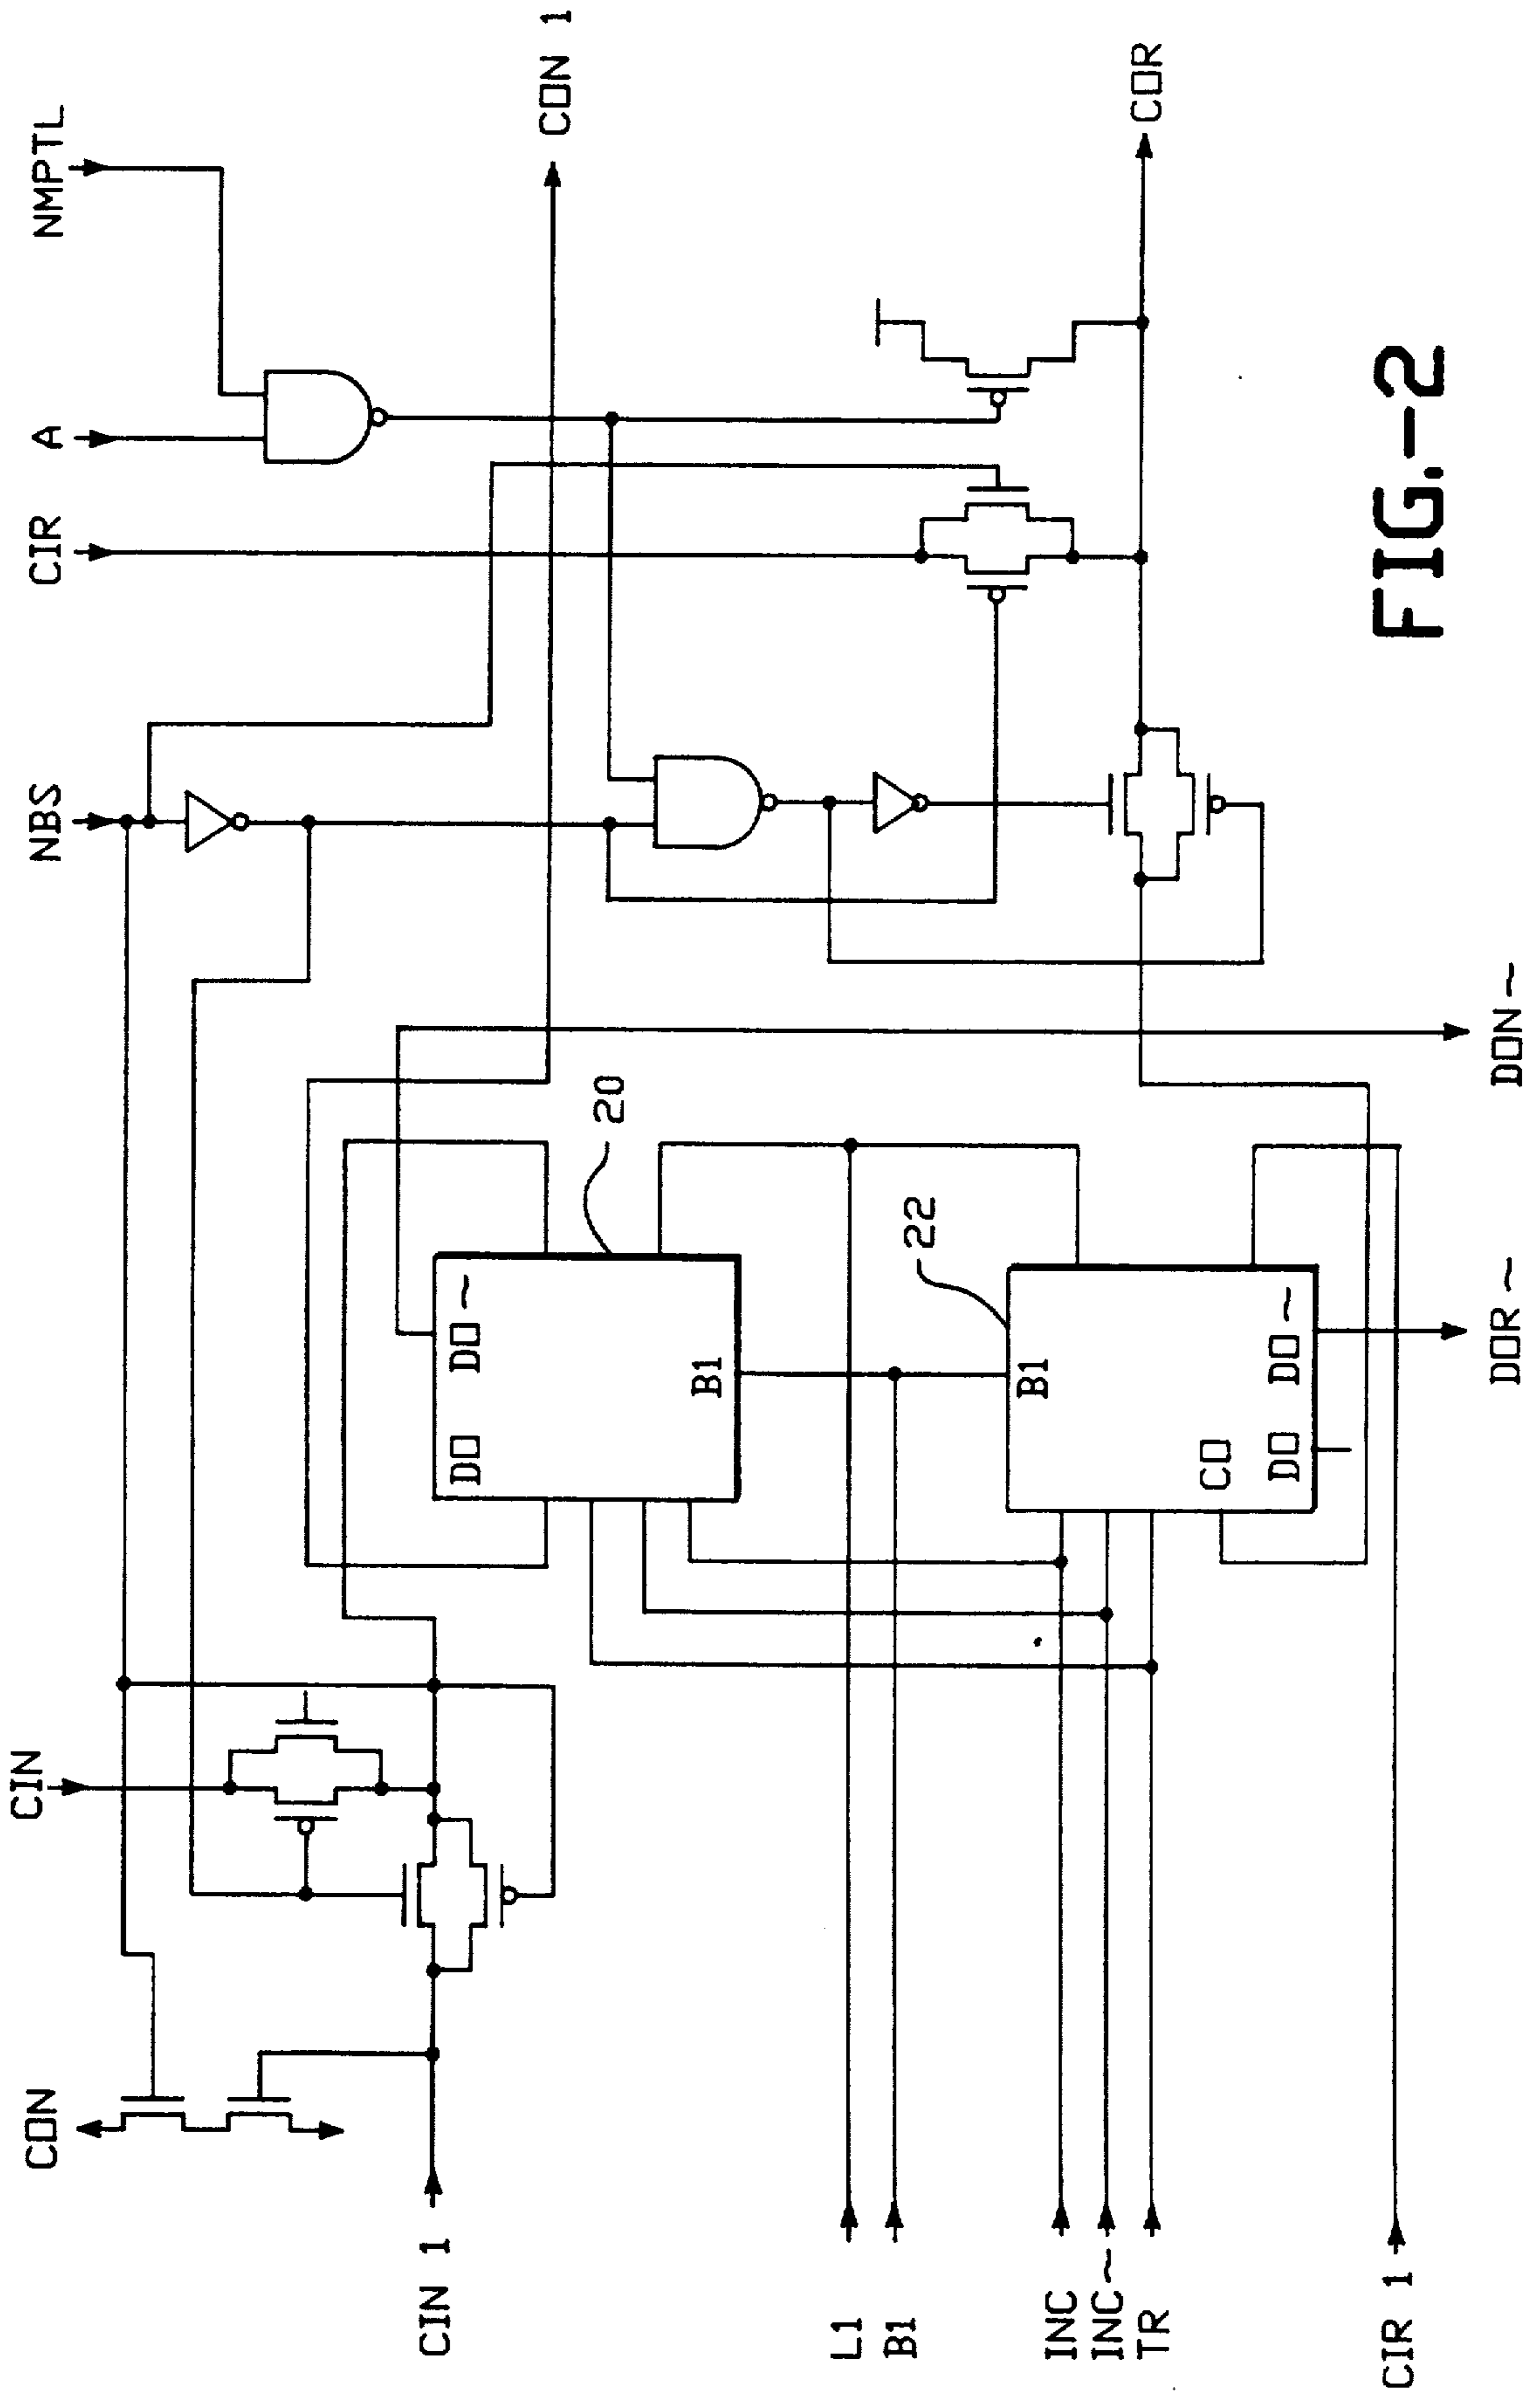 CON
CIN
NBS
CIR
A
NMPTL
CON 1
COR
CIN 1
L1
B1
INC
INC~
TR
CIR 1
DO
DO~
B1
20
B1
22
CO
DO
DO~
DON~
DOR~
FIG.-2